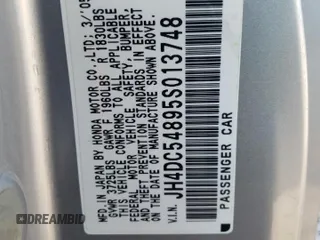 MFD. IN JAPAN BY HONDA MOTOR CO., LTD: 3/05
GVWR 3725LBS GAWR F 1960LBS R 1830LBS
THIS VEHICLE CONFORMS TO ALL APPLICABLE
FEDERAL MOTOR VEHICLE SAFETY, BUMPER,
AND THEFT PREVENTION STANDARDS IN EFFECT
ON THE DATE OF MANUFACTURE SHOWN ABOVE.
V.I.N. JH4DC54895S013748
PASSENGER CAR
DREAMBID